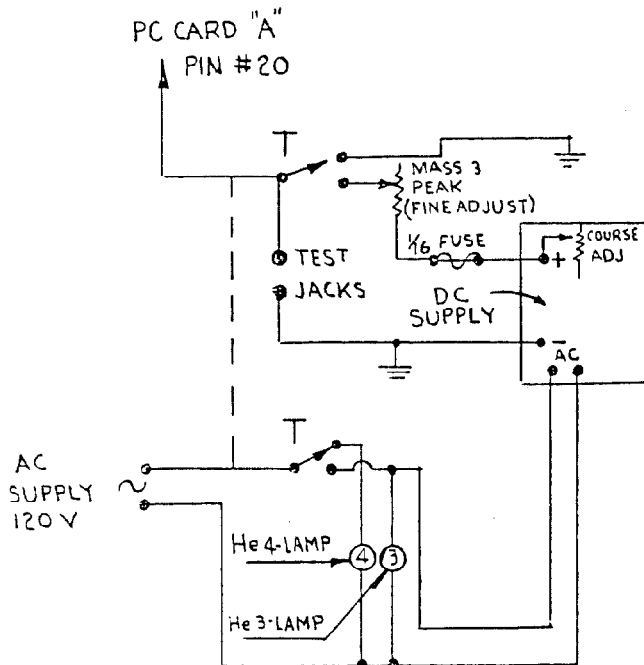 PC CARD "A"
PIN #20
T
MASS 3
PEAK
(FINE ADJUST)
1/16 FUSE
COURSE
ADJ
+
TEST
JACKS
DC
SUPPLY
-
AC
T
AC
SUPPLY
120 V
~
He 4-LAMP
4
3
He 3-LAMP